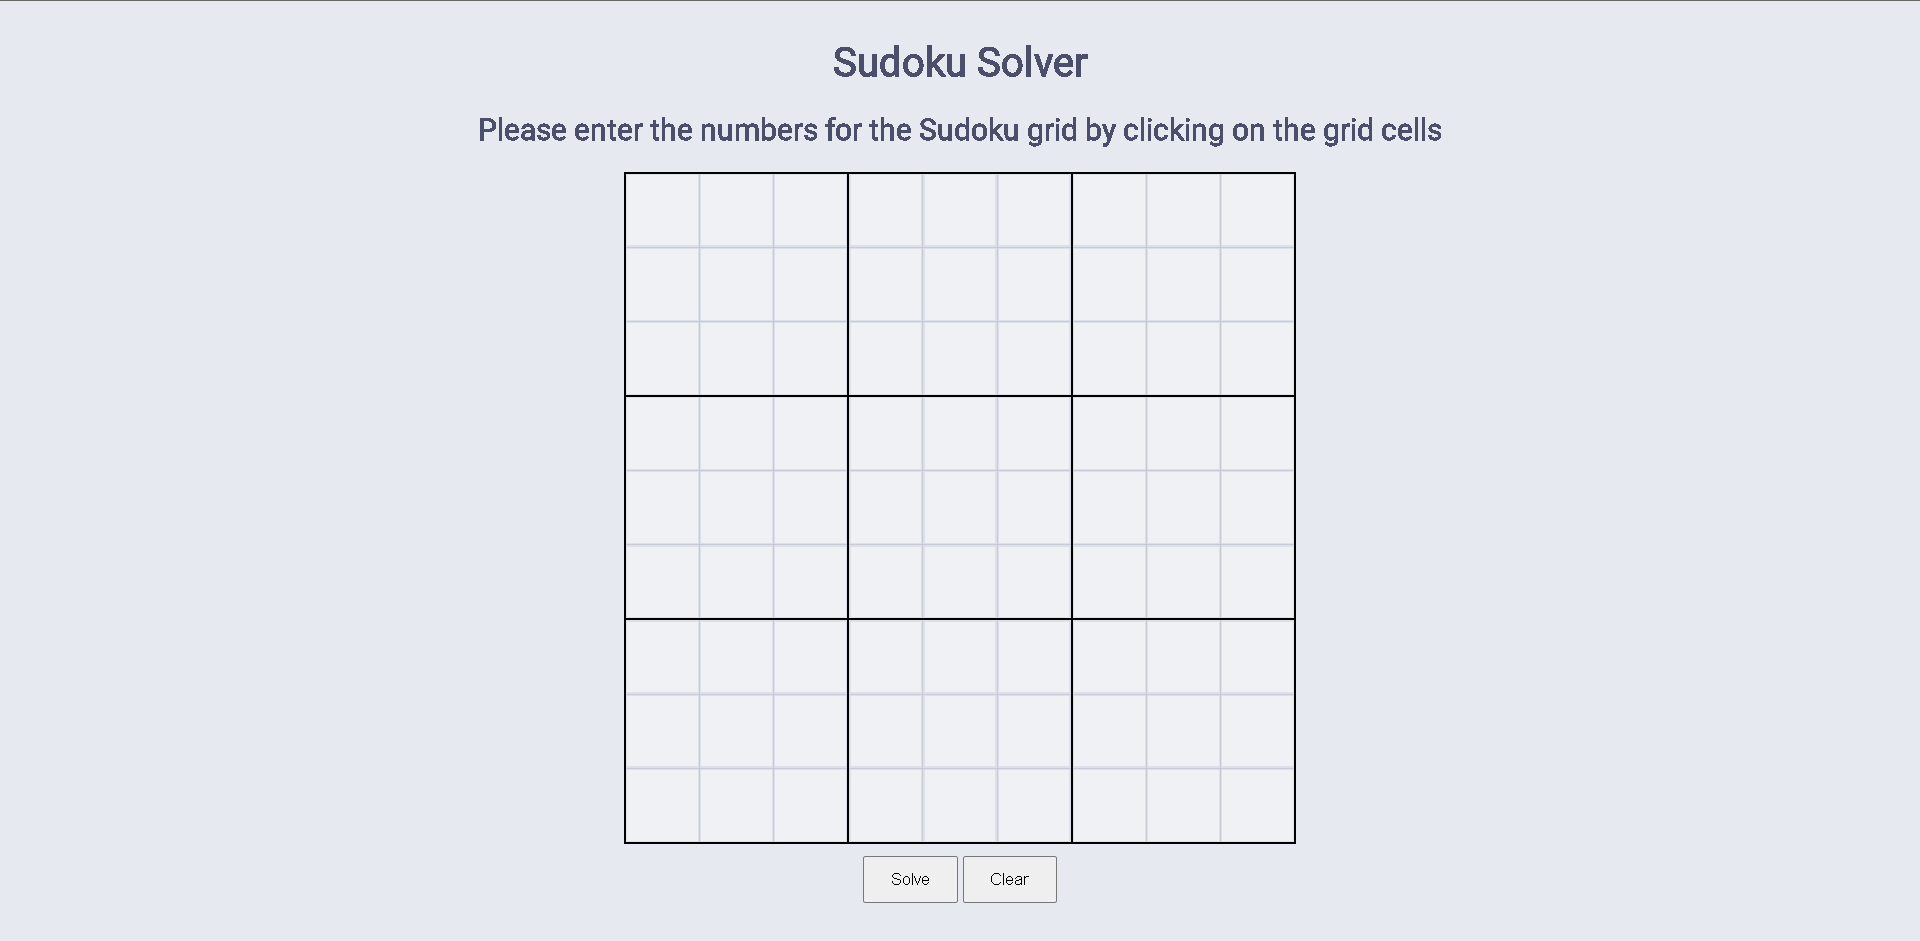 Sudoku Solver
Please enter the numbers for the Sudoku grid by clicking on the grid cells
Solve Clear